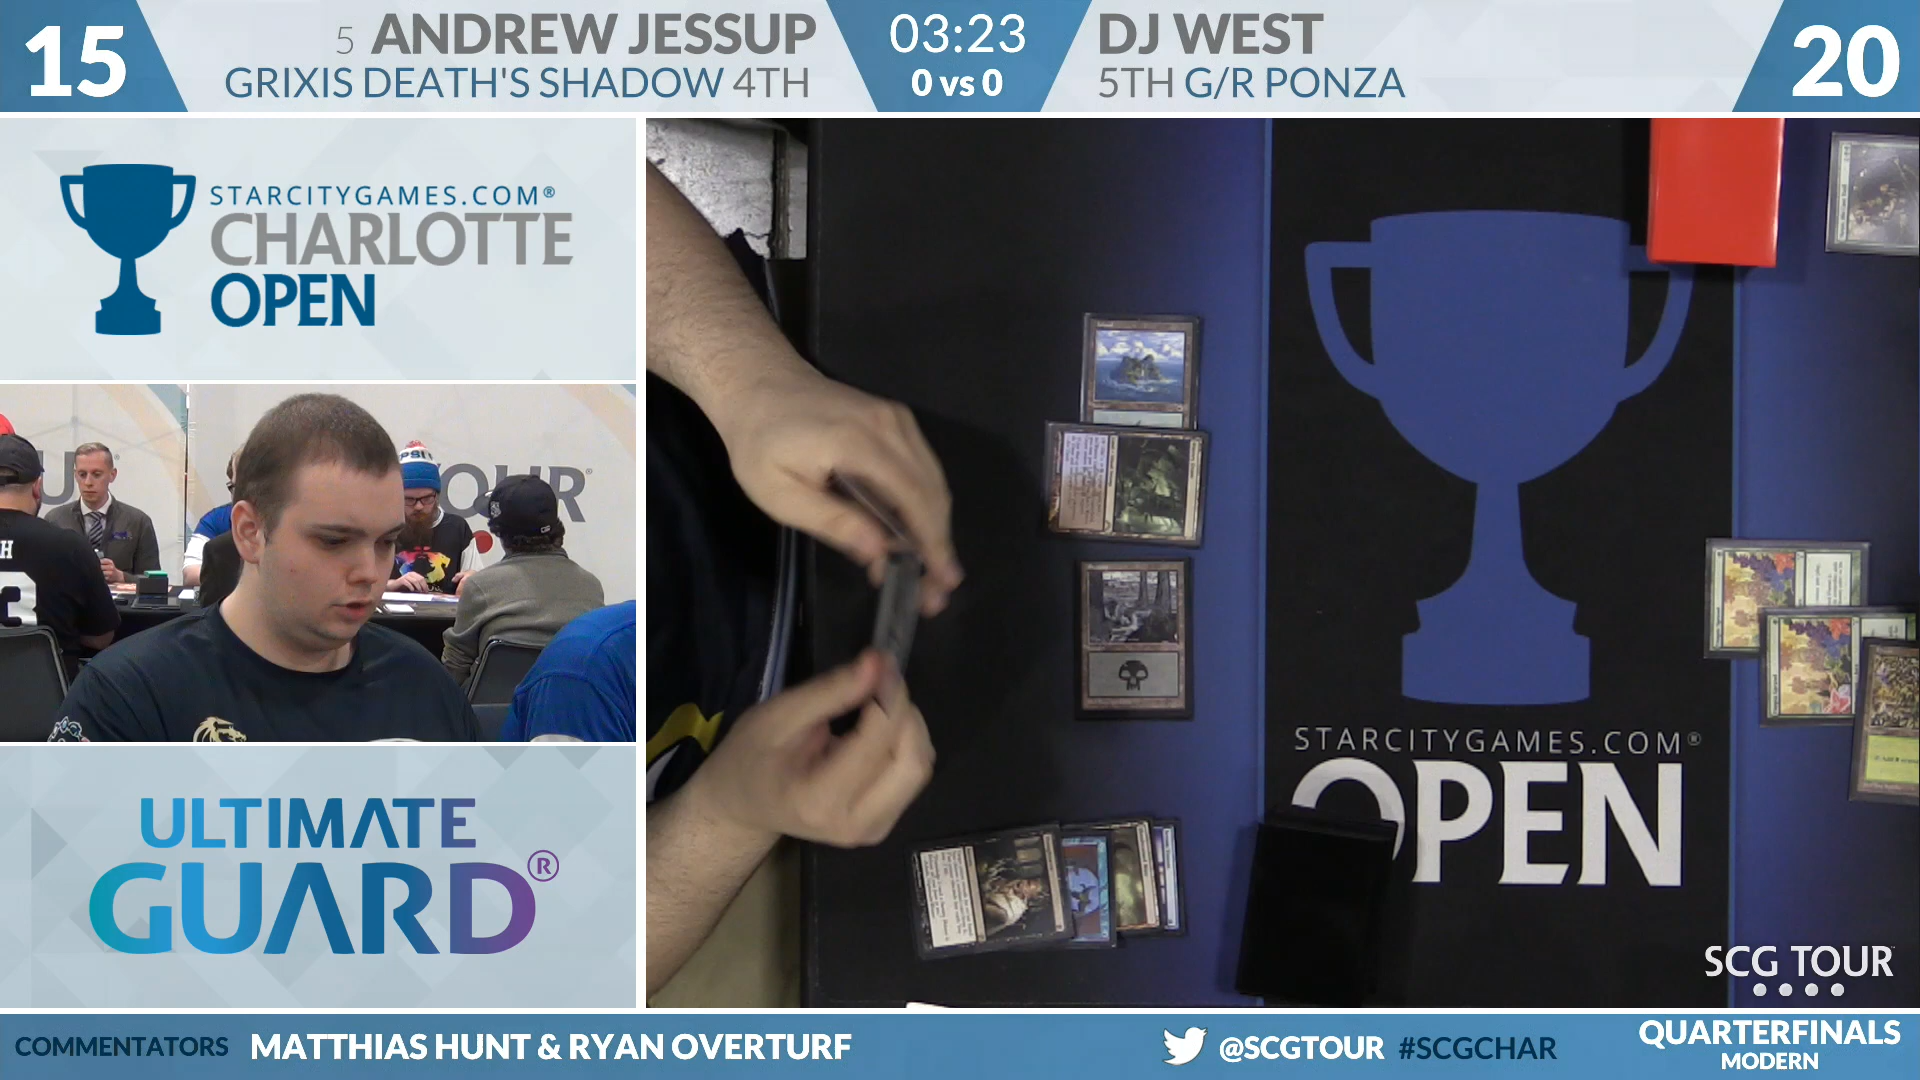 15
5 ANDREW JESSUP
GRIXIS DEATH'S SHADOW 4TH
03:23
0 vs 0
DJ WEST
5TH G/R PONZA
20
STARCITYGAMES.COM®
CHARLOTTE
OPEN
ULTIMATE
GUARD®
STARCITYGAMES.COM®
OPEN
SCG TOUR
COMMENTATORS MATTHIAS HUNT & RYAN OVERTURF
@SCGTOUR #SCGCHAR
QUARTERFINALS
MODERN